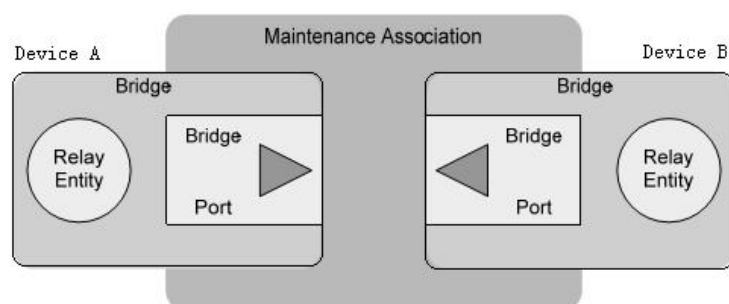 Maintenance Association
Device A
Device B
Bridge
Bridge
Relay
Entity
Bridge
Port
Bridge
Port
Relay
Entity